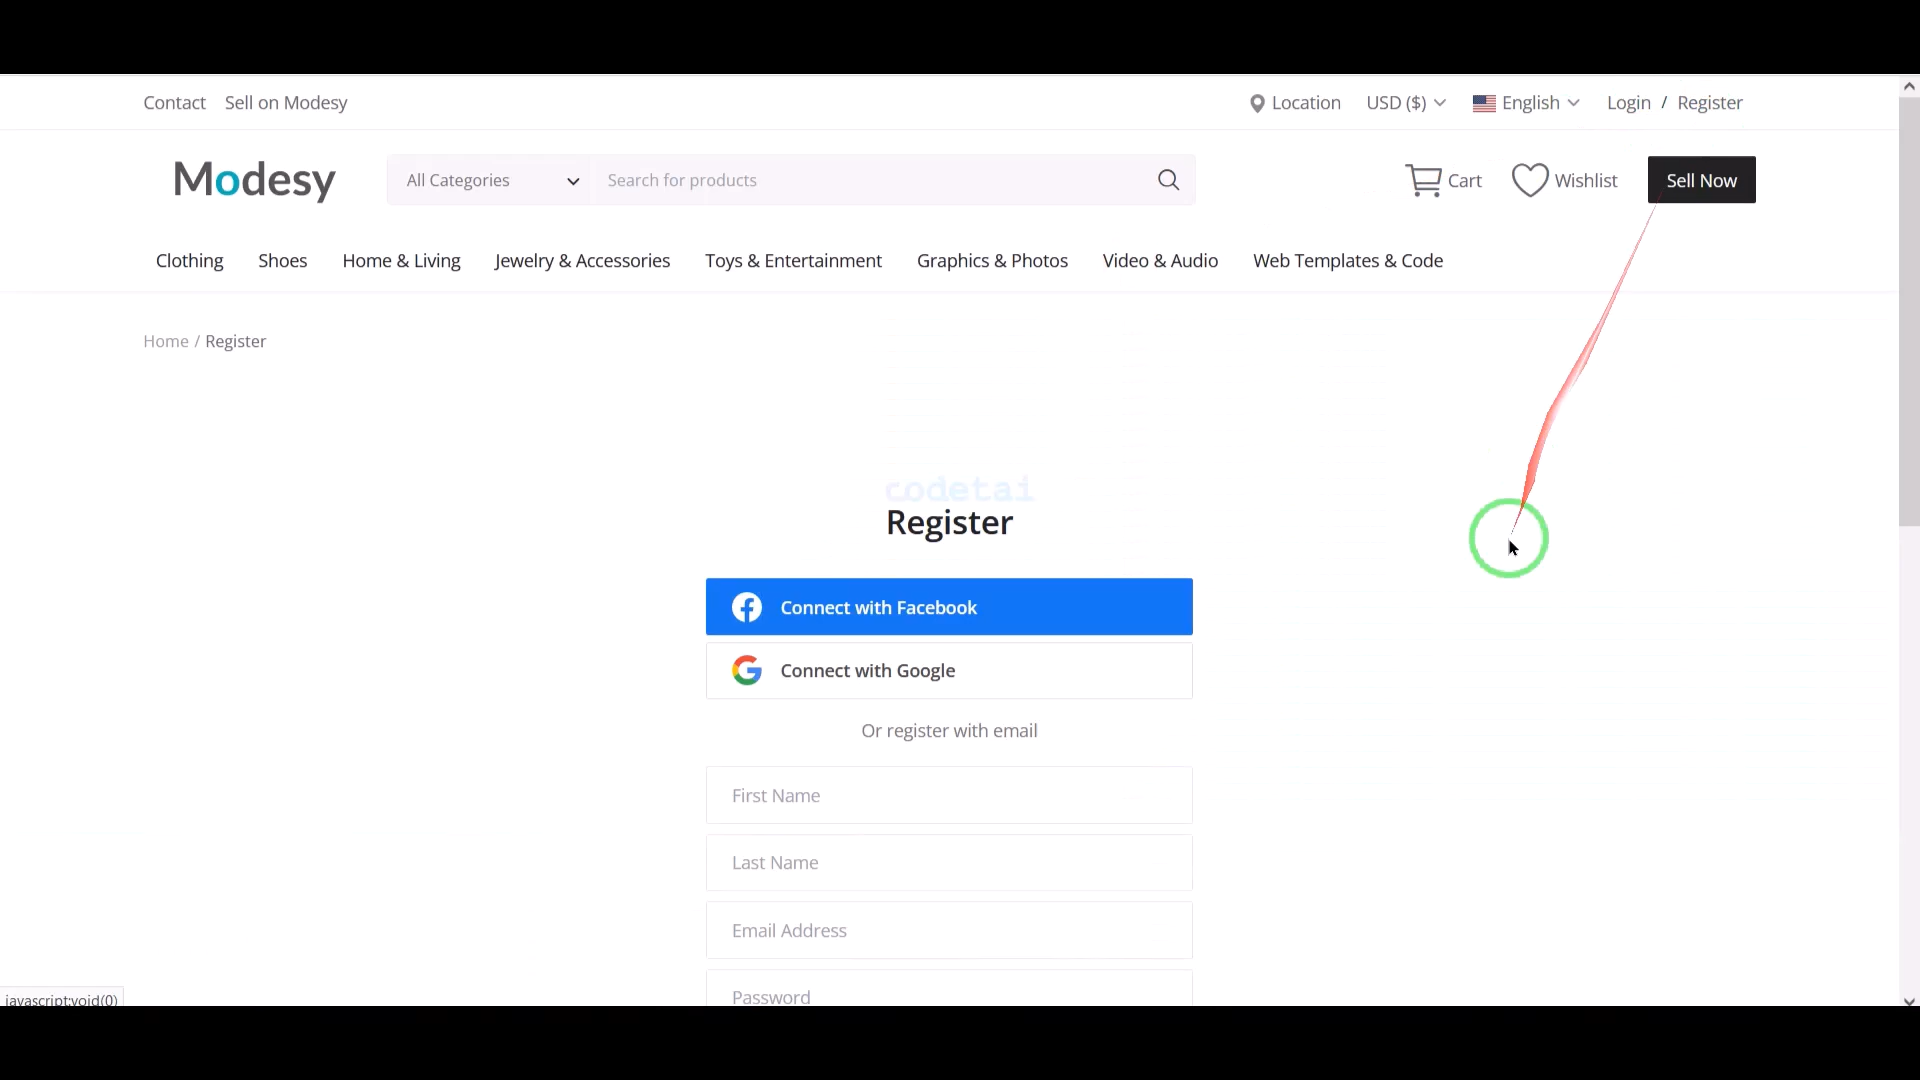 Contact Sell on Modesy Location USD ($) English Login / Register
Modesy All Categories Search for products Cart Wishlist Sell Now
Clothing Shoes Home & Living Jewelry & Accessories Toys & Entertainment Graphics & Photos Video & Audio Web Templates & Code
Home / Register
codetai
Register
Connect with Facebook
Connect with Google
Or register with email
First Name
Last Name
Email Address
Password
javascript:void(0)